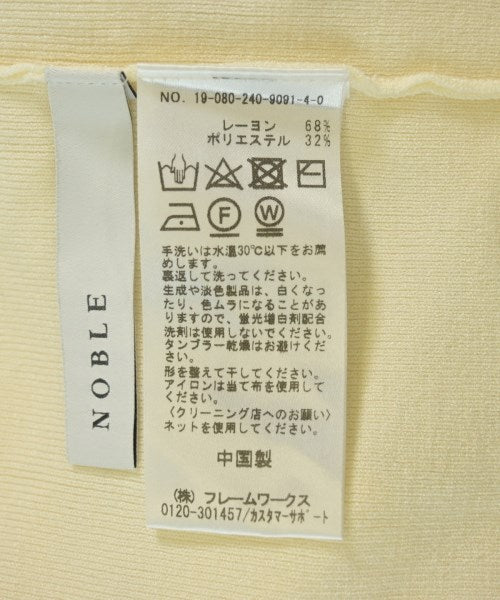 NOBLE
NO. 19-080-240-9091-4-0
レーヨン 68%
ポリエステル 32%
F
W
手洗いは水温30℃以下をお薦
めします。
裏返して洗ってください。
生成や淡色製品は、白くなっ
たり、色ムラになることがあ
りますので、蛍光増白剤配合
洗剤は使用しないでください。
タンブラー乾燥はお避けくだ
さい。
形を整えて干してください。
アイロンは当て布を使用して
ください。
〈クリーニング店へのお願い〉
ネットを使用してください。
中国製
(株) フレームワークス
0120-301457/カスタマーサポート